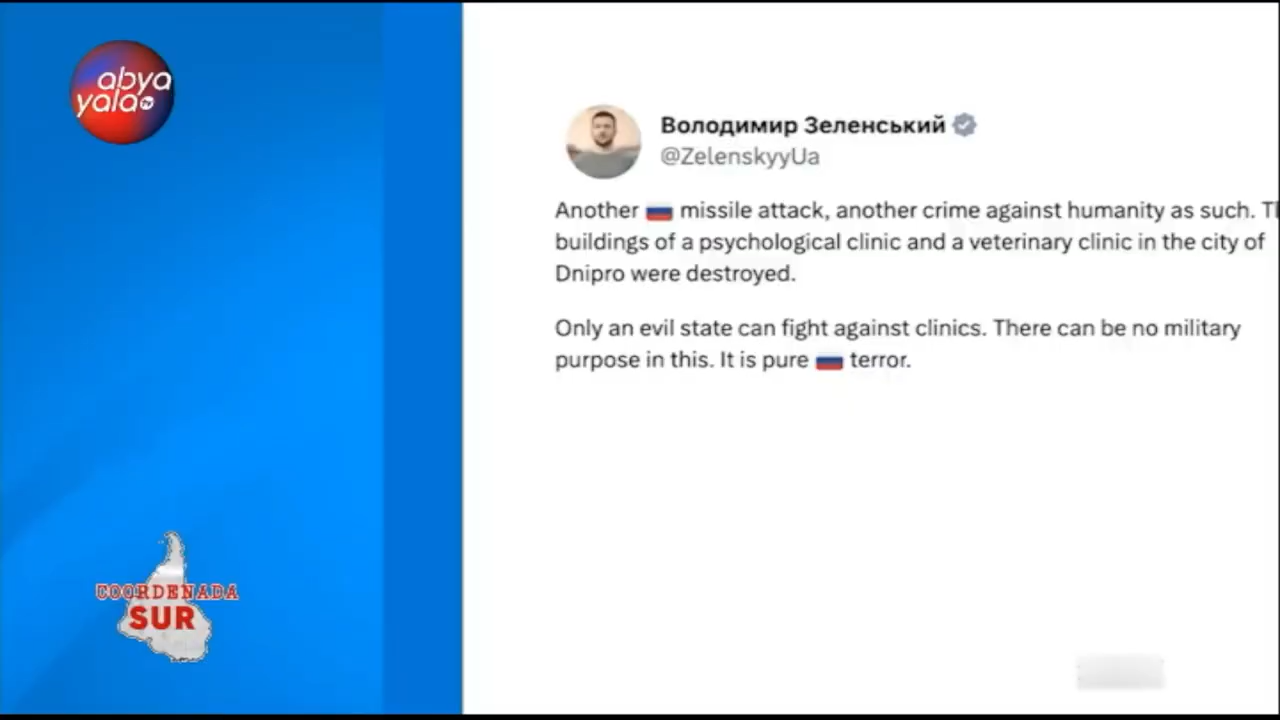 abya
yala tv
Володимир Зеленський
@ZelenskyyUa
Another 🇷🇺 missile attack, another crime against humanity as such.
buildings of a psychological clinic and a veterinary clinic in the city of
Dnipro were destroyed.
Only an evil state can fight against clinics. There can be no military
purpose in this. It is pure 🇷🇺 terror.
COORDENADA
SUR